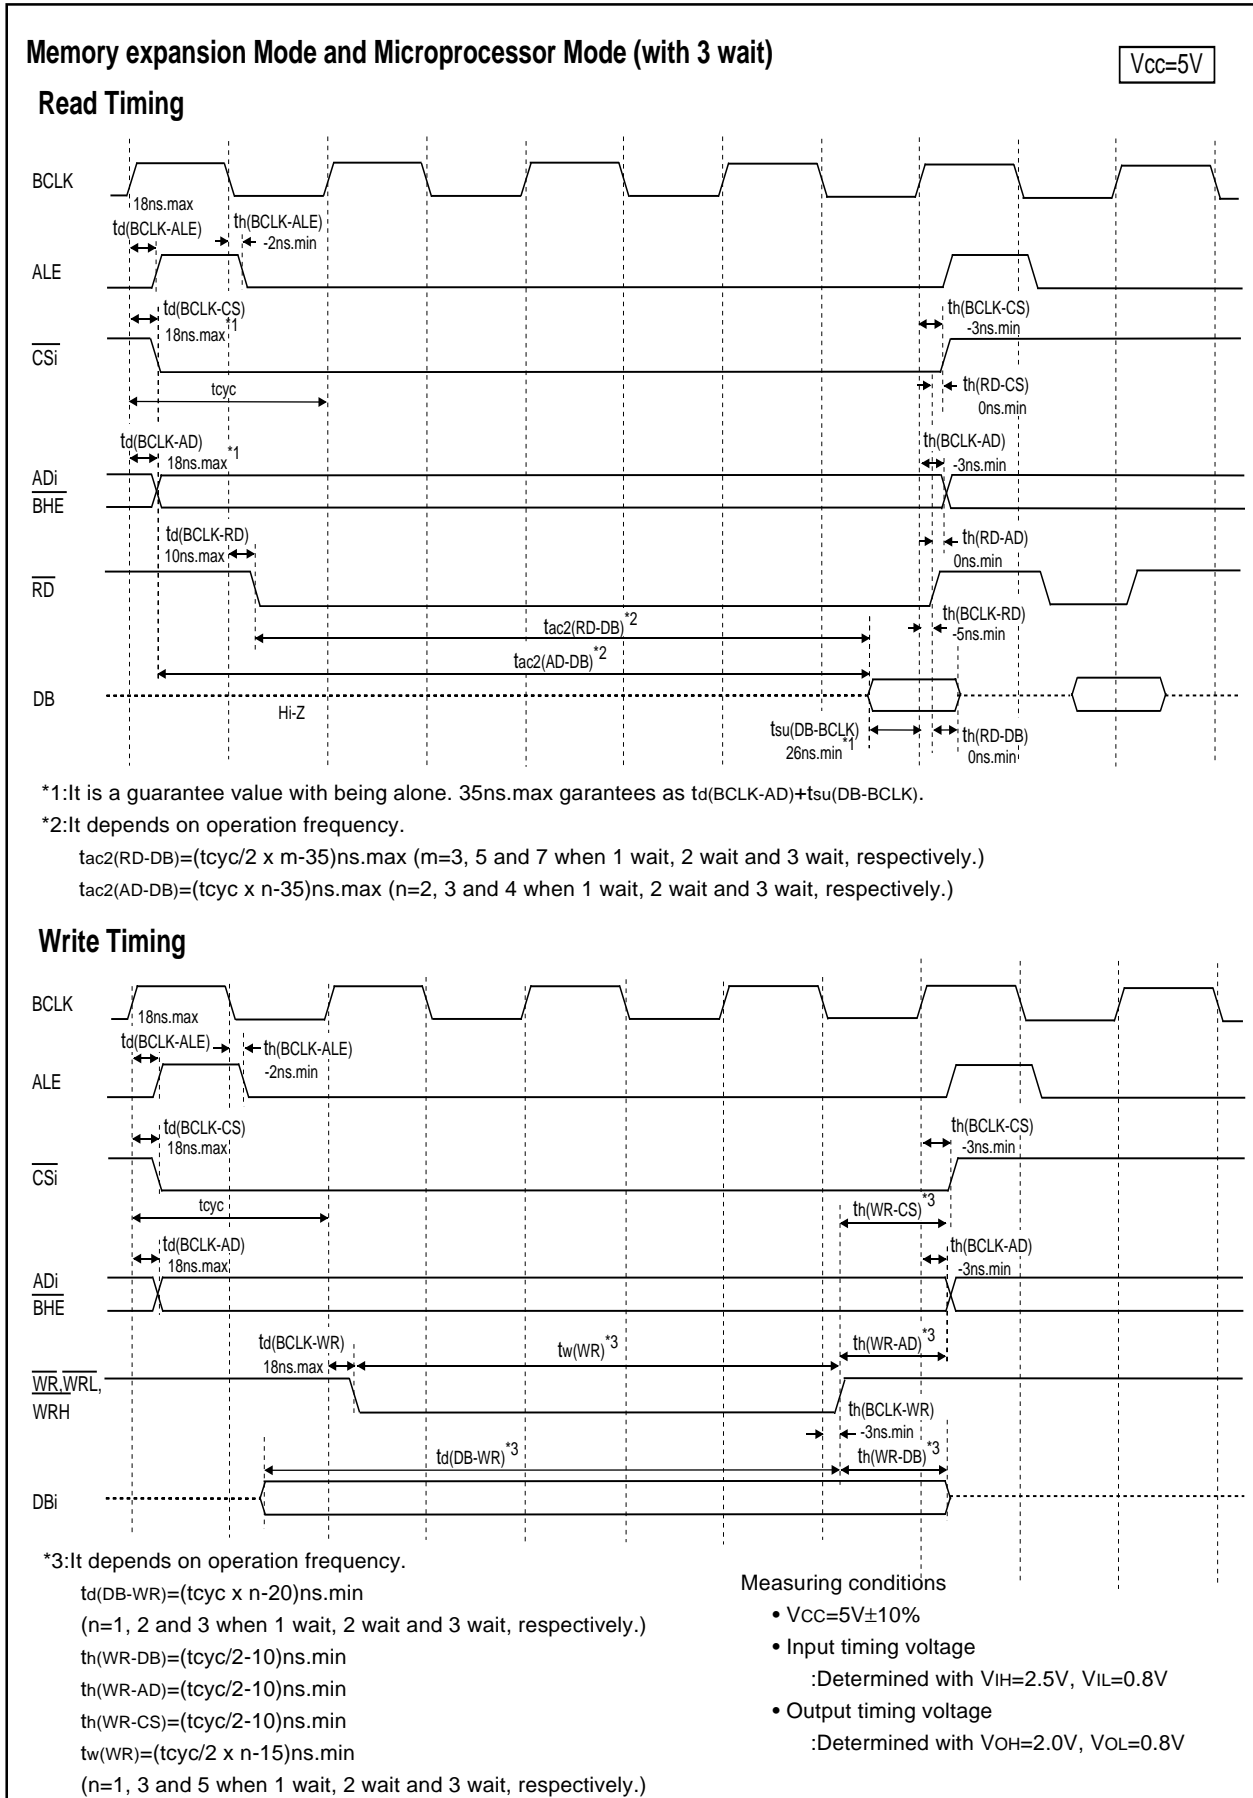 Memory expansion Mode and Microprocessor Mode (with 3 wait)
Vcc=5V
Read Timing
BCLK
18ns.max
td(BCLK-ALE)
th(BCLK-ALE)
-2ns.min
ALE
td(BCLK-CS)
18ns.max*1
th(BCLK-CS)
-3ns.min
CSi
tcyc
th(RD-CS)
0ns.min
td(BCLK-AD)
18ns.max*1
th(BCLK-AD)
-3ns.min
ADi
BHE
td(BCLK-RD)
10ns.max
th(RD-AD)
0ns.min
RD
th(BCLK-RD)
-5ns.min
tac2(RD-DB)*2
tac2(AD-DB)*2
DB
Hi-Z
tsu(DB-BCLK)
26ns.min*1
th(RD-DB)
0ns.min
*1:It is a guarantee value with being alone. 35ns.max garantees as td(BCLK-AD)+tsu(DB-BCLK).
*2:It depends on operation frequency.
tac2(RD-DB)=(tcyc/2 x m-35)ns.max (m=3, 5 and 7 when 1 wait, 2 wait and 3 wait, respectively.)
tac2(AD-DB)=(tcyc x n-35)ns.max (n=2, 3 and 4 when 1 wait, 2 wait and 3 wait, respectively.)
Write Timing
BCLK
18ns.max
td(BCLK-ALE)
th(BCLK-ALE)
-2ns.min
ALE
td(BCLK-CS)
18ns.max
th(BCLK-CS)
-3ns.min
CSi
tcyc
th(WR-CS)*3
td(BCLK-AD)
18ns.max
th(BCLK-AD)
-3ns.min
ADi
BHE
td(BCLK-WR)
18ns.max
tw(WR)*3
th(WR-AD)*3
WR,WRL,
WRH
th(BCLK-WR)
-3ns.min
td(DB-WR)*3
th(WR-DB)*3
DBi
*3:It depends on operation frequency.
td(DB-WR)=(tcyc x n-20)ns.min
(n=1, 2 and 3 when 1 wait, 2 wait and 3 wait, respectively.)
th(WR-DB)=(tcyc/2-10)ns.min
th(WR-AD)=(tcyc/2-10)ns.min
th(WR-CS)=(tcyc/2-10)ns.min
tw(WR)=(tcyc/2 x n-15)ns.min
(n=1, 3 and 5 when 1 wait, 2 wait and 3 wait, respectively.)
Measuring conditions
• VCC=5V±10%
• Input timing voltage
:Determined with VIH=2.5V, VIL=0.8V
• Output timing voltage
:Determined with VOH=2.0V, VOL=0.8V